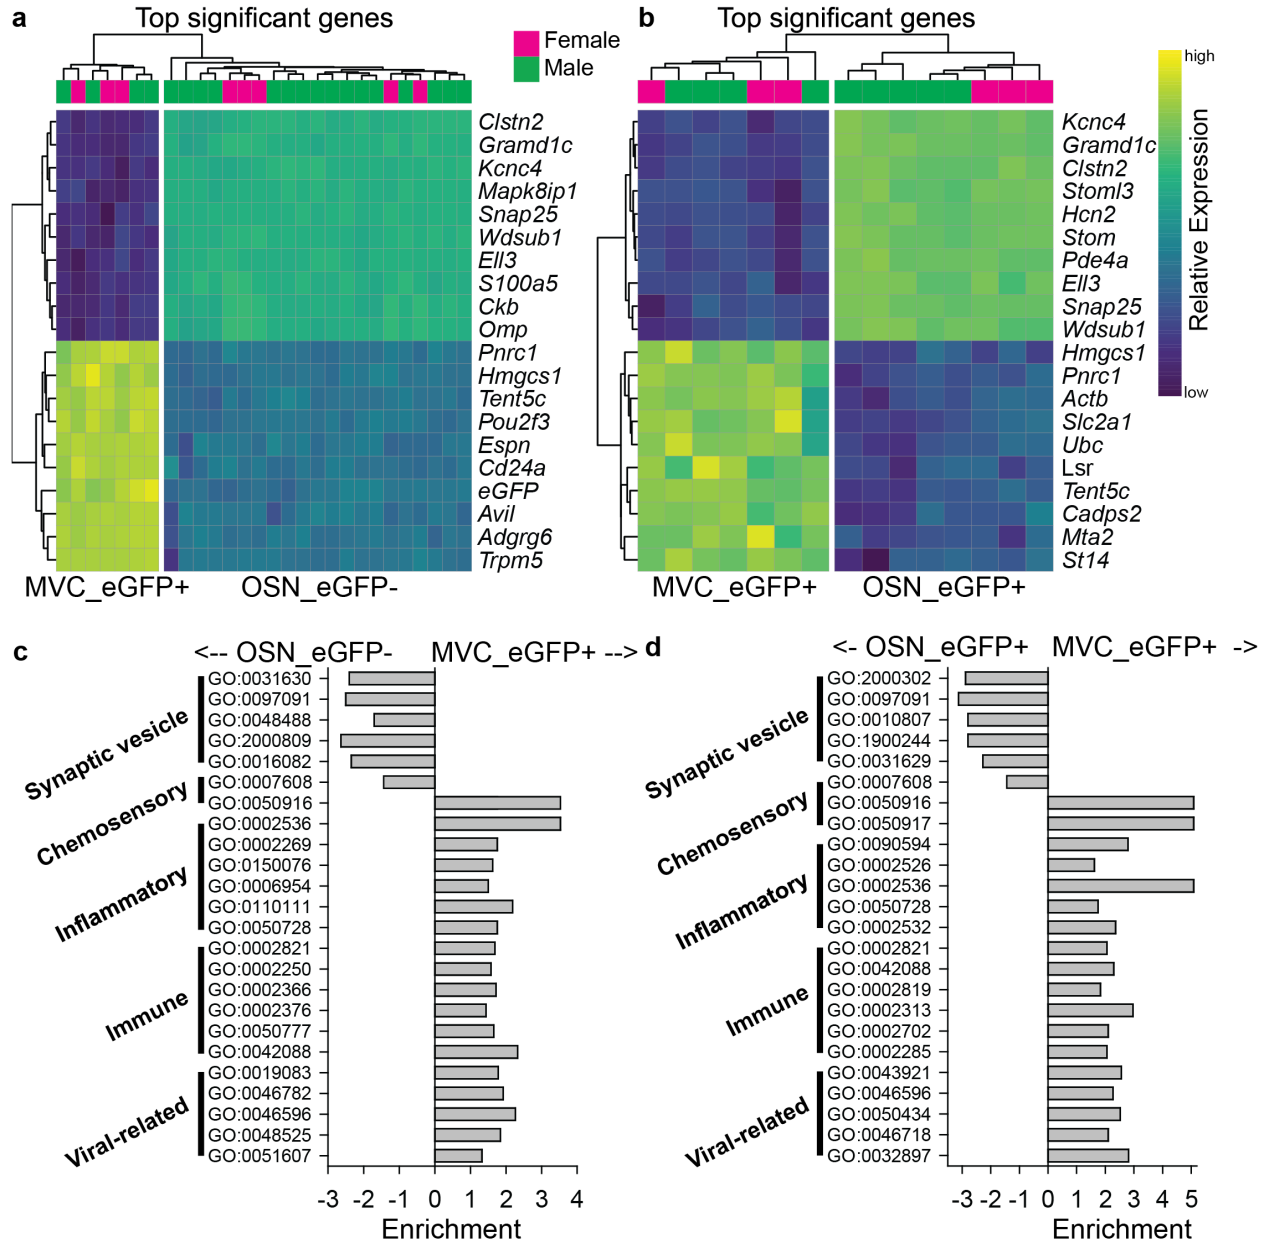 a
Top significant genes
Female
Male
Clstn2
Gramd1c
Kcnc4
Mapk8ip1
Snap25
Wdsub1
Ell3
S100a5
Ckb
Omp
Pnrc1
Hmgcs1
Tent5c
Pou2f3
Espn
Cd24a
eGFP
Avil
Adgrg6
Trpm5
MVC_eGFP+ OSN_eGFP-
b
Top significant genes
high
Relative Expression
low
Kcnc4
Gramd1c
Clstn2
Stoml3
Hcn2
Stom
Pde4a
Ell3
Snap25
Wdsub1
Hmgcs1
Pnrc1
Actb
Slc2a1
Ubc
Lsr
Tent5c
Cadps2
Mta2
St14
MVC_eGFP+ OSN_eGFP+
c
<-- OSN_eGFP- MVC_eGFP+ -->
Synaptic vesicle
GO:0031630
GO:0097091
GO:0048488
GO:2000809
GO:0016082
Chemosensory
GO:0007608
GO:0050916
Inflammatory
GO:0002536
GO:0002269
GO:0150076
GO:0006954
GO:0110111
GO:0050728
Immune
GO:0002821
GO:0002250
GO:0002366
GO:0002376
GO:0050777
GO:0042088
Viral-related
GO:0019083
GO:0046782
GO:0046596
GO:0048525
GO:0051607
-3 -2 -1 0 1 2 3 4
Enrichment
d
<- OSN_eGFP+ MVC_eGFP+ ->
Synaptic vesicle
GO:2000302
GO:0097091
GO:0010807
GO:1900244
GO:0031629
Chemosensory
GO:0007608
GO:0050916
GO:0050917
Inflammatory
GO:0090594
GO:0002526
GO:0002536
GO:0050728
GO:0002532
Immune
GO:0002821
GO:0042088
GO:0002819
GO:0002313
GO:0002702
GO:0002285
Viral-related
GO:0043921
GO:0046596
GO:0050434
GO:0046718
GO:0032897
-3 -2 -1 0 1 2 3 4 5
Enrichment